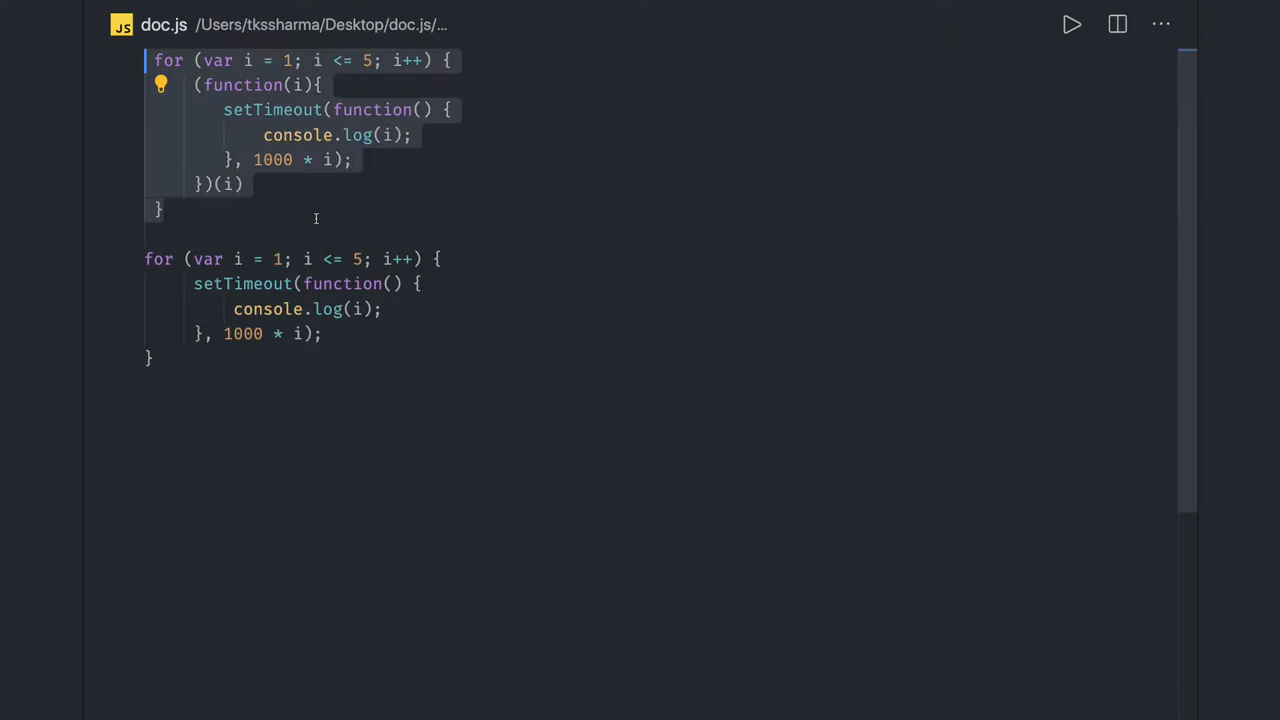 JS doc.js /Users/tkssharma/Desktop/doc.js/...
for (var i = 1; i <= 5; i++) {
(function(i){
setTimeout(function() {
console.log(i);
}, 1000 * i);
})(i)
}
for (var i = 1; i <= 5; i++) {
setTimeout(function() {
console.log(i);
}, 1000 * i);
}